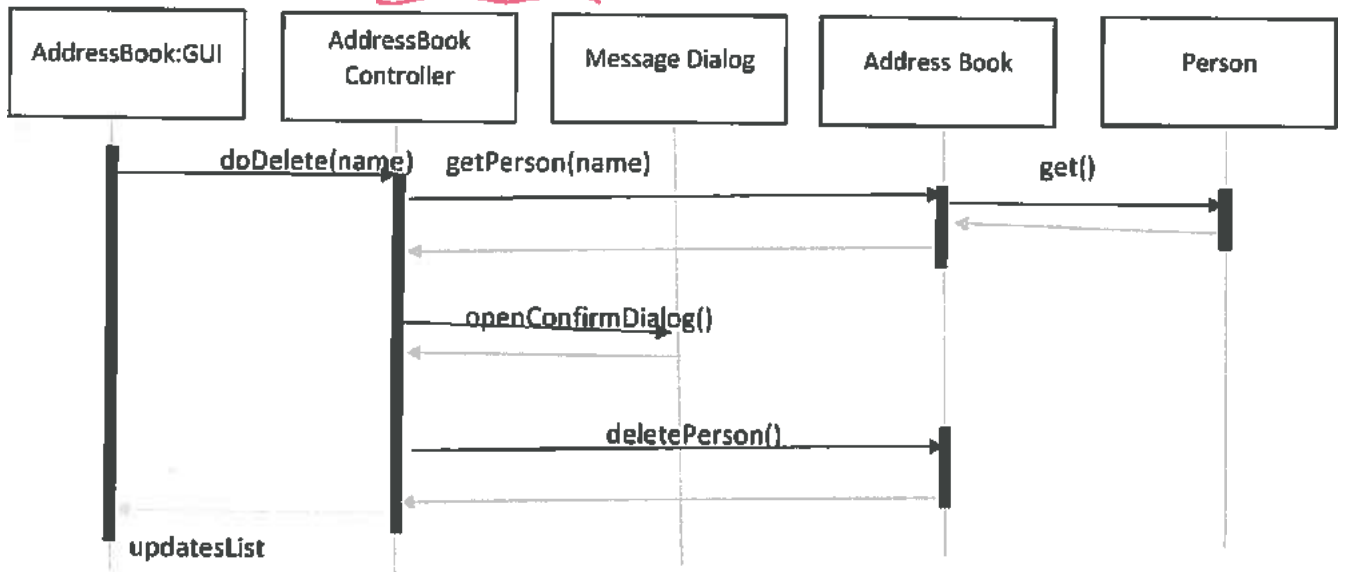 AddressBook:GUI
AddressBook
Controller
Message Dialog
Address Book
Person
doDelete(name)
getPerson(name)
get()
openConfirmDialog()
deletePerson()
updatesList